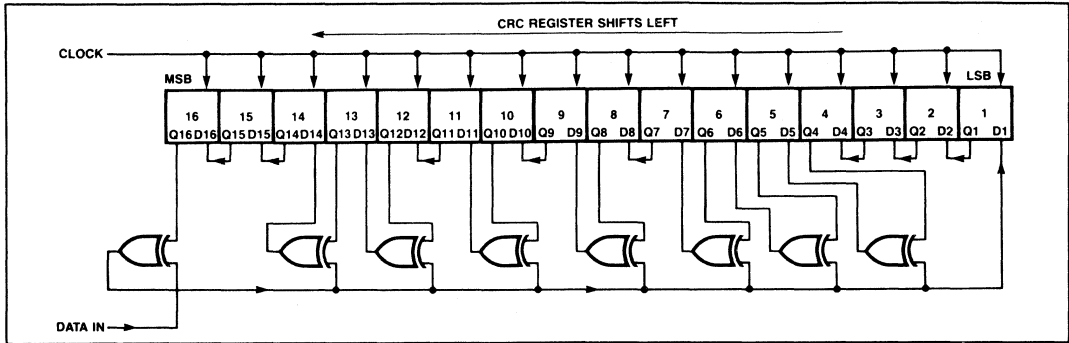 CRC REGISTER SHIFTS LEFT
CLOCK
MSB LSB
16 15 14 13 12 11 10 9 8 7 6 5 4 3 2 1
Q16 D16 Q15 D15 Q14 D14 Q13 D13 Q12 D12 Q11 D11 Q10 D10 Q9 D9 Q8 D8 Q7 D7 Q6 D6 Q5 D5 Q4 D4 Q3 D3 Q2 D2 Q1 D1
DATA IN